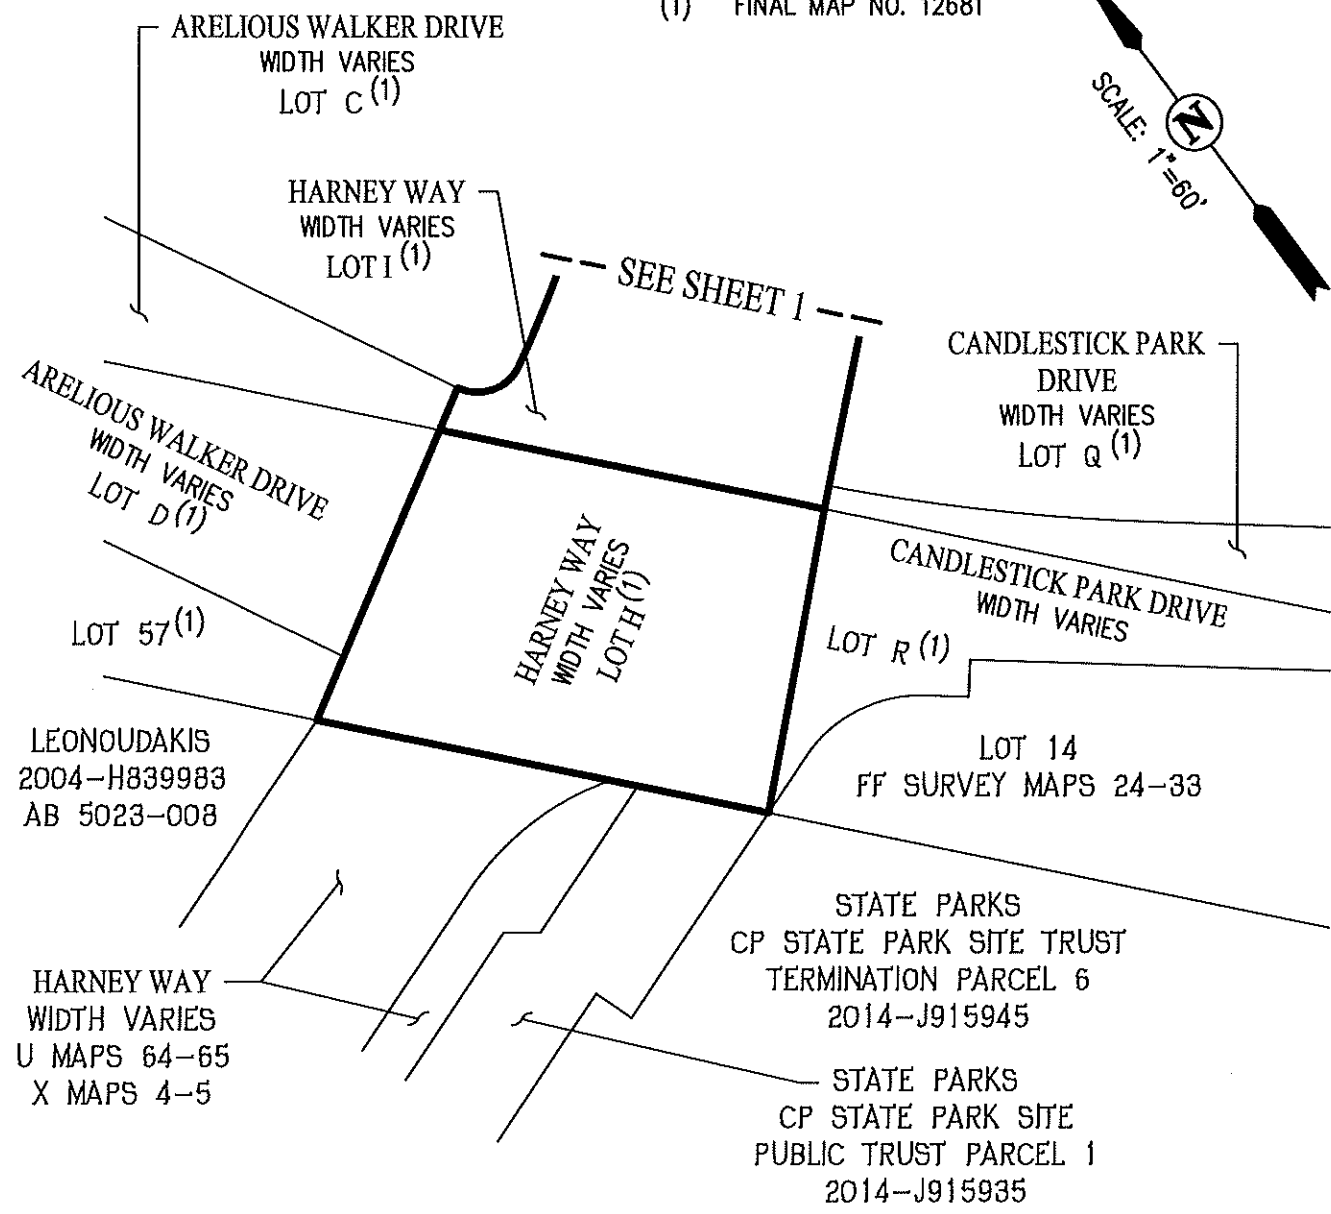 (1) FINAL MAP NO. 12681
ARELIOUS WALKER DRIVE
WIDTH VARIES
LOT C (1)
N
SCALE: 1"=60'
HARNEY WAY
WIDTH VARIES
LOT I (1)
SEE SHEET 1
CANDLESTICK PARK
DRIVE
WIDTH VARIES
LOT Q (1)
ARELIOUS WALKER DRIVE
WIDTH VARIES
LOT D (1)
HARNEY WAY
WIDTH VARIES
LOT H (1)
CANDLESTICK PARK DRIVE
WIDTH VARIES
LOT R (1)
LOT 57 (1)
LEONOUDAKIS
2004-H839983
AB 5023-008
LOT 14
FF SURVEY MAPS 24-33
STATE PARKS
CP STATE PARK SITE TRUST
TERMINATION PARCEL 6
2014-J915945
HARNEY WAY
WIDTH VARIES
U MAPS 64-65
X MAPS 4-5
STATE PARKS
CP STATE PARK SITE
PUBLIC TRUST PARCEL 1
2014-J915935